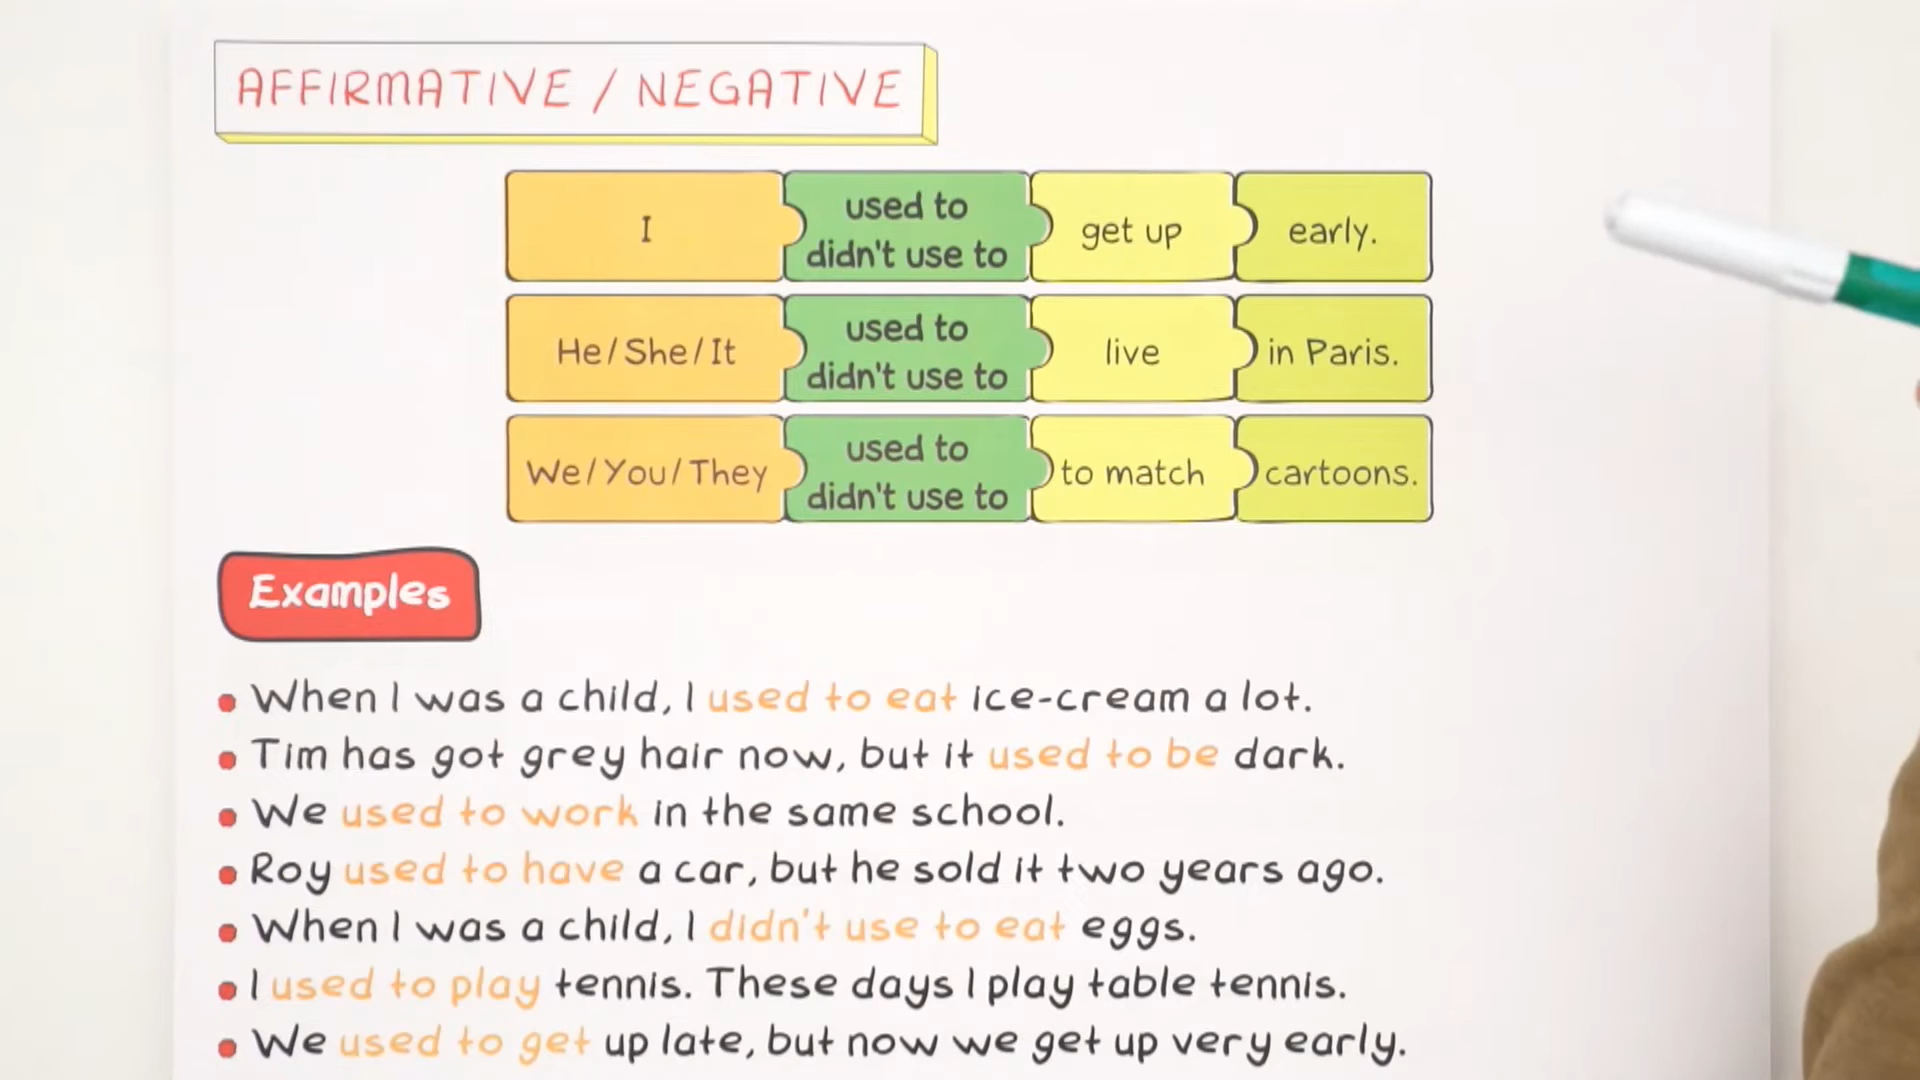 AFFIRMATIVE / NEGATIVE
I used to get up early.
didn't use to
He/She/It used to live in Paris.
didn't use to
We/You/They used to to match cartoons.
didn't use to
Examples
When I was a child, I used to eat ice-cream a lot.
Tim has got grey hair now, but it used to be dark.
We used to work in the same school.
Roy used to have a car, but he sold it two years ago.
When I was a child, I didn't use to eat eggs.
I used to play tennis. These days I play table tennis.
We used to get up late, but now we get up very early.